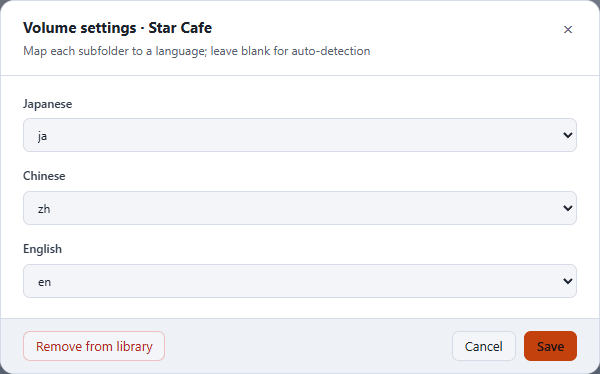 Volume settings · Star Cafe
×
Map each subfolder to a language; leave blank for auto-detection
Japanese
ja
Chinese
zh
English
en
Remove from library
Cancel
Save